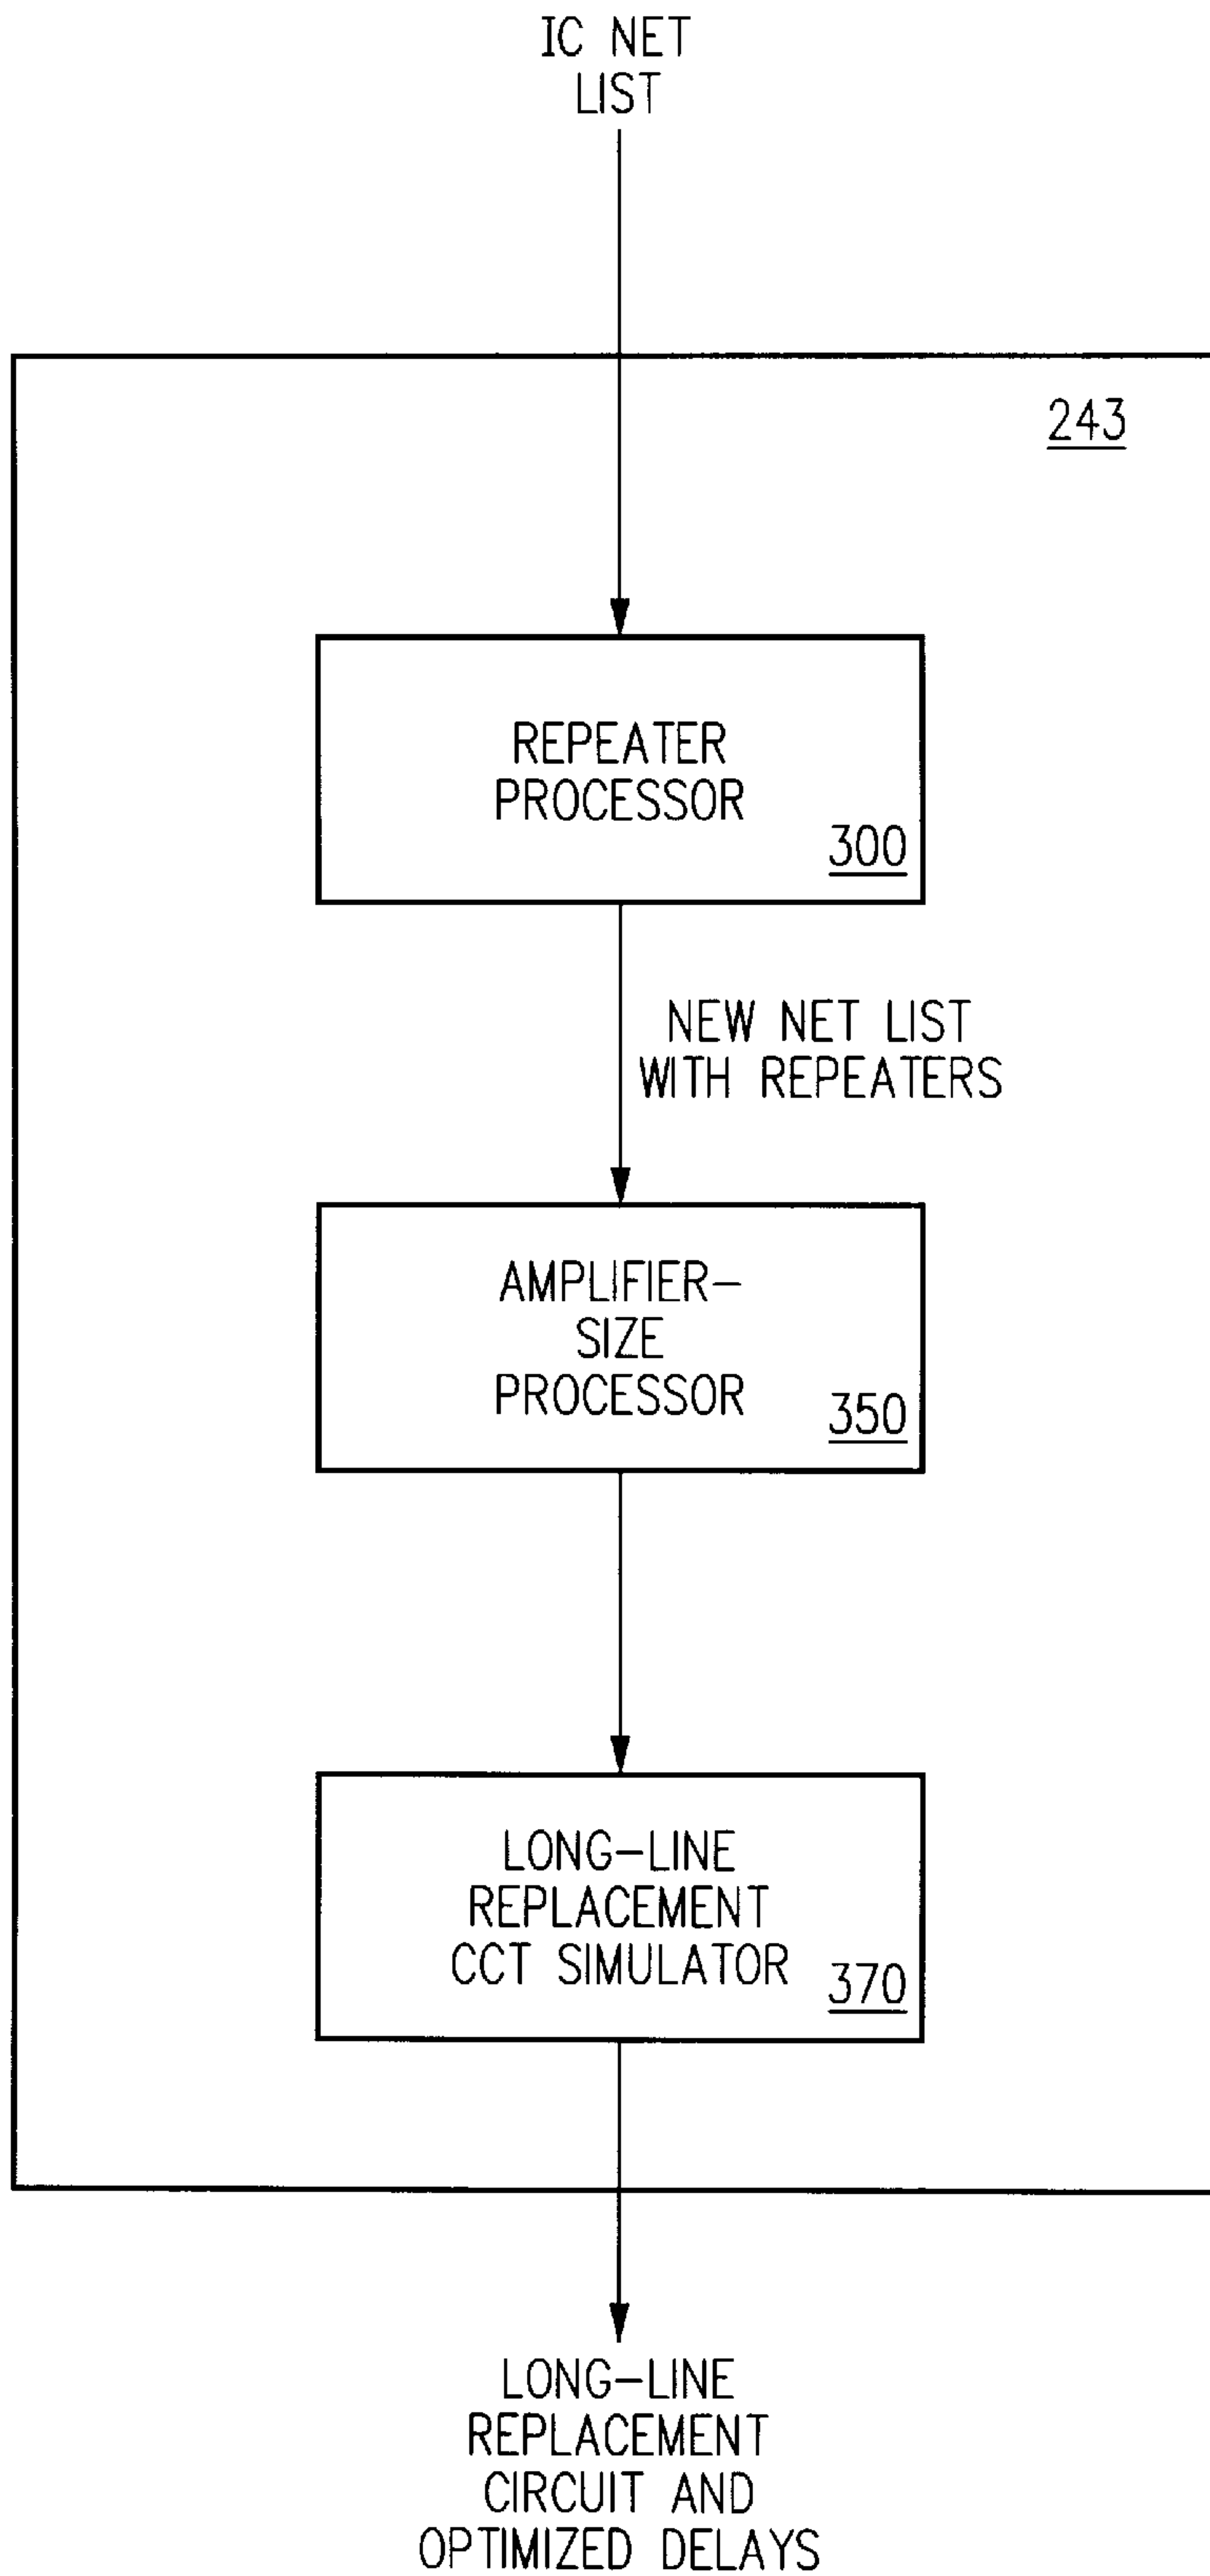 IC NET
LIST
243
REPEATER
PROCESSOR
300
NEW NET LIST
WITH REPEATERS
AMPLIFIER-
SIZE
PROCESSOR
350
LONG-LINE
REPLACEMENT
CCT SIMULATOR
370
LONG-LINE
REPLACEMENT
CIRCUIT AND
OPTIMIZED DELAYS